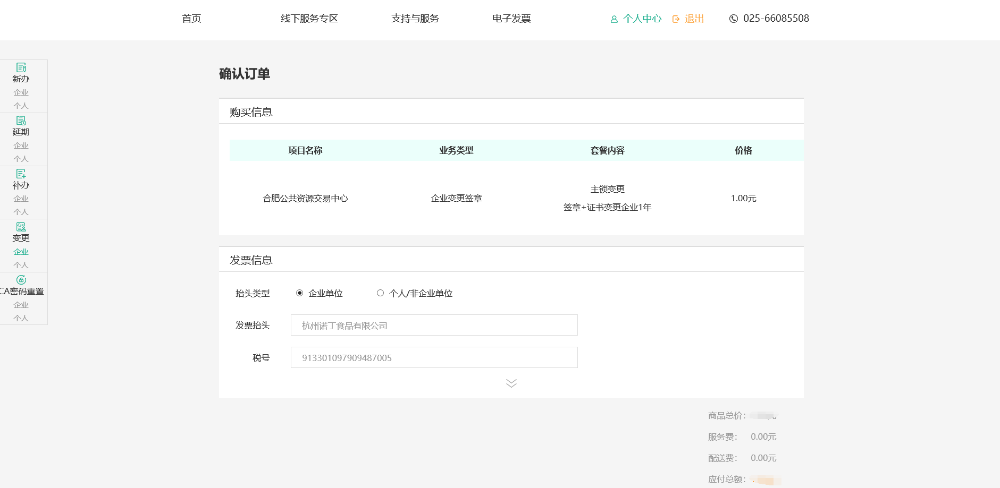 首页 线下服务专区 支持与服务 电子发票 个人中心 退出 025-66085508
新办
企业
个人
延期
企业
个人
补办
企业
个人
变更
企业
个人
CA密码重置
企业
个人
确认订单
购买信息
项目名称 业务类型 套餐内容 价格
合肥公共资源交易中心 企业变更签章 主锁变更 1.00元
签章+证书变更企业1年
发票信息
抬头类型 企业单位 个人/非企业单位
发票抬头 杭州诺丁食品有限公司
税号 913301097909487005
商品总价：
服务费： 0.00元
配送费： 0.00元
应付总额：